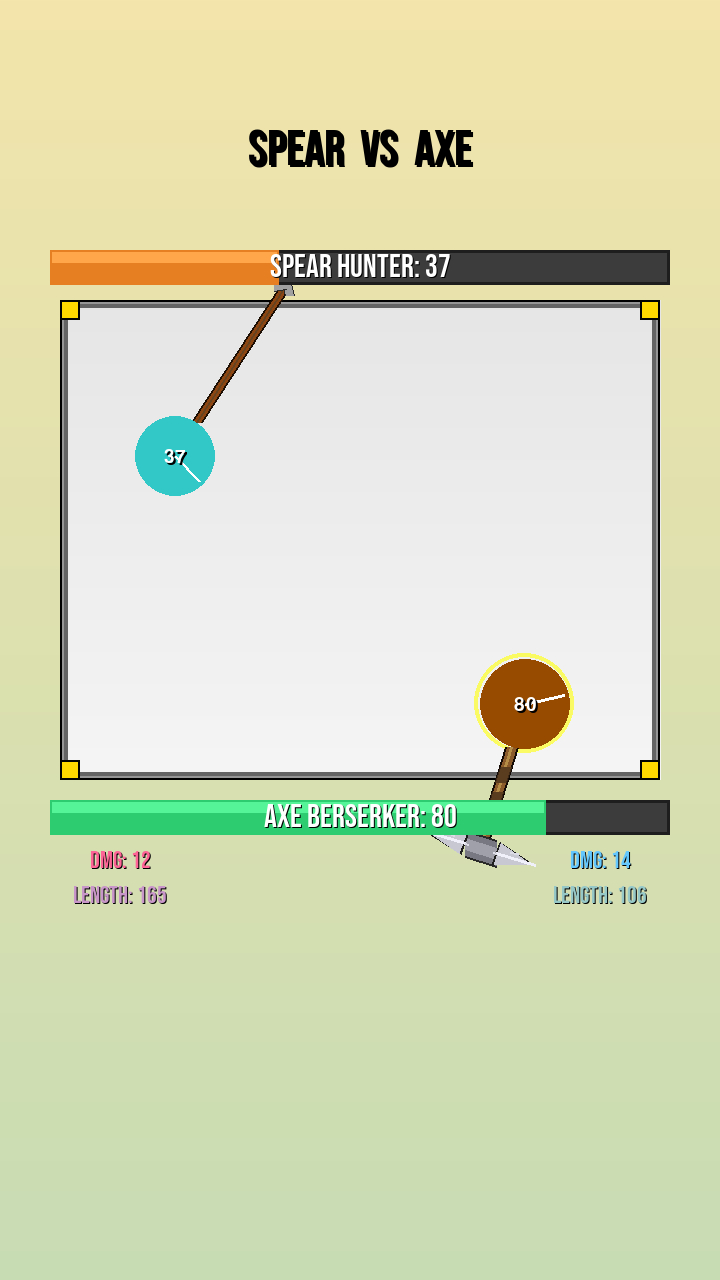 SPEAR VS AXE
SPEAR HUNTER: 37
37
80
AXE BERSERKER: 80
DMG: 12
DMG: 14
LENGTH: 165
LENGTH: 106